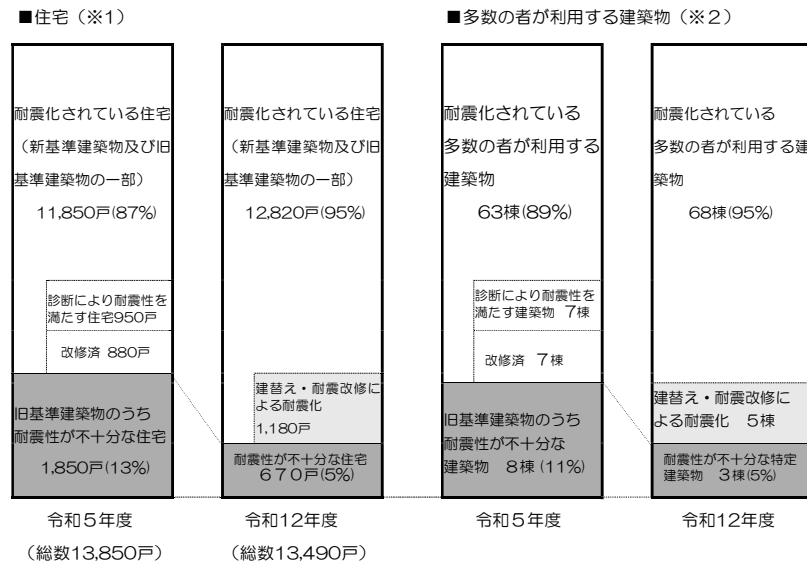 ■住宅（※1）
耐震化されている住宅
（新基準建築物及び旧
基準建築物の一部）
11,850戸(87%)
診断により耐震性を
満たす住宅950戸
改修済 880戸
旧基準建築物のうち
耐震性が不十分な住宅
1,850戸(13%)
令和５年度
（総数13,850戸）
耐震化されている住宅
（新基準建築物及び旧
基準建築物の一部）
12,820戸(95%)
建替え・耐震改修に
よる耐震化
1,180戸
耐震性が不十分な住宅
６７０戸(5%)
令和12年度
（総数13,490戸）
■多数の者が利用する建築物（※２）
耐震化されている
多数の者が利用する
建築物
63棟(89%)
診断により耐震性を
満たす建築物 7棟
改修済 7棟
旧基準建築物のうち
耐震性が不十分な
建築物 8棟 (11%)
令和５年度
耐震化されている
多数の者が利用する建
築物
68棟(95%)
建替え・耐震改修に
よる耐震化 5棟
耐震性が不十分な特定
建築物 3棟(5%)
令和12年度